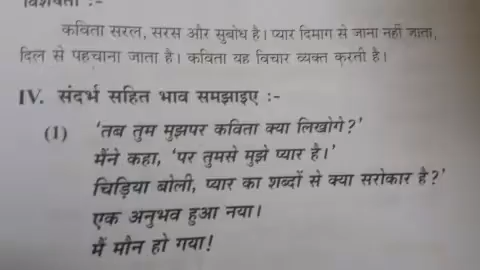 विशेषता :-
कविता सरल, सरस और सुबोध है। प्यार दिमाग से जाना नहीं जाता,
दिल से पहचाना जाता है। कविता यह विचार व्यक्त करती है।
IV. संदर्भ सहित भाव समझाइए :-
(1) 'तब तुम मुझपर कविता क्या लिखोगे?'
मैंने कहा, 'पर तुमसे मुझे प्यार है।'
चिड़िया बोली, प्यार का शब्दों से क्या सरोकार है?'
एक अनुभव हुआ नया।
मैं मौन हो गया!